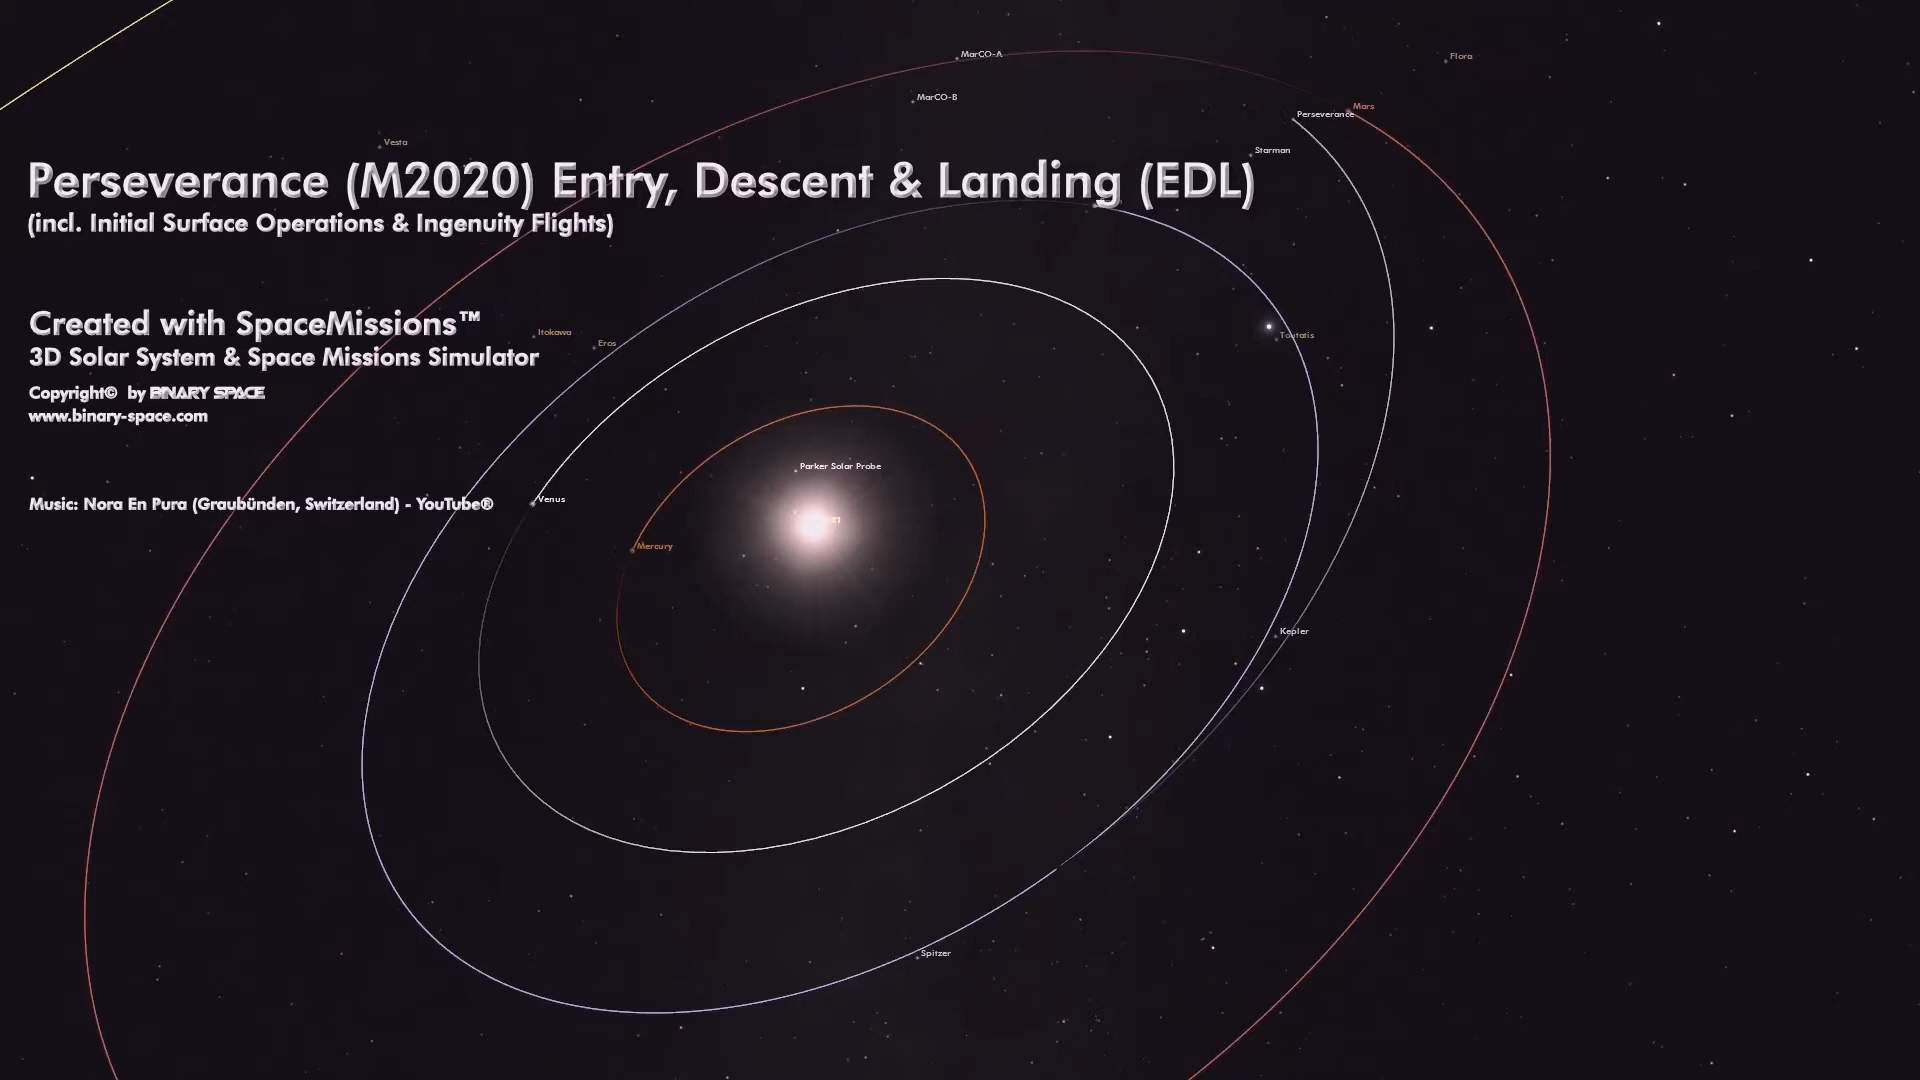 MarCO-A
Flora
MarCO-B
Mars
Perseverance
Vesta
Starman
Perseverance (M2020) Entry, Descent & Landing (EDL)
(incl. Initial Surface Operations & Ingenuity Flights)
Created with SpaceMissions™
Itokawa
Toutatis
Eros
3D Solar System & Space Missions Simulator
Copyright© by BINARY SPACE
www.binary-space.com
Parker Solar Probe
Venus
Music: Nora En Pura (Graubünden, Switzerland) - YouTube®
Mercury
Kepler
Spitzer